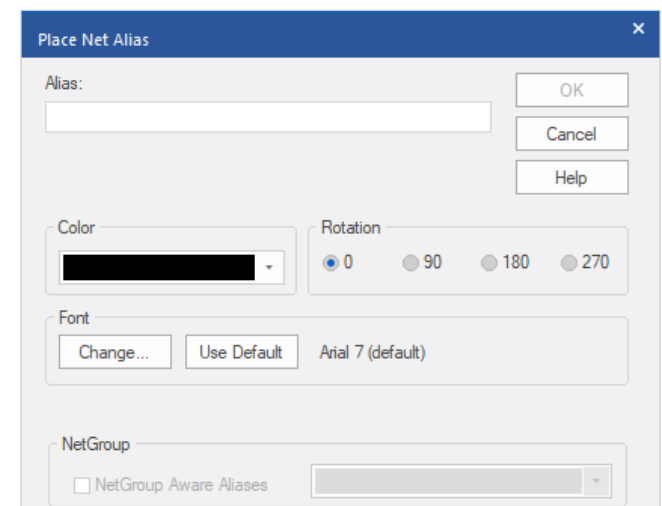 Place Net Alias
Alias:
OK
Cancel
Help
Color
Rotation
0 90 180 270
Font
Change... Use Default Arial 7 (default)
NetGroup
NetGroup Aware Aliases